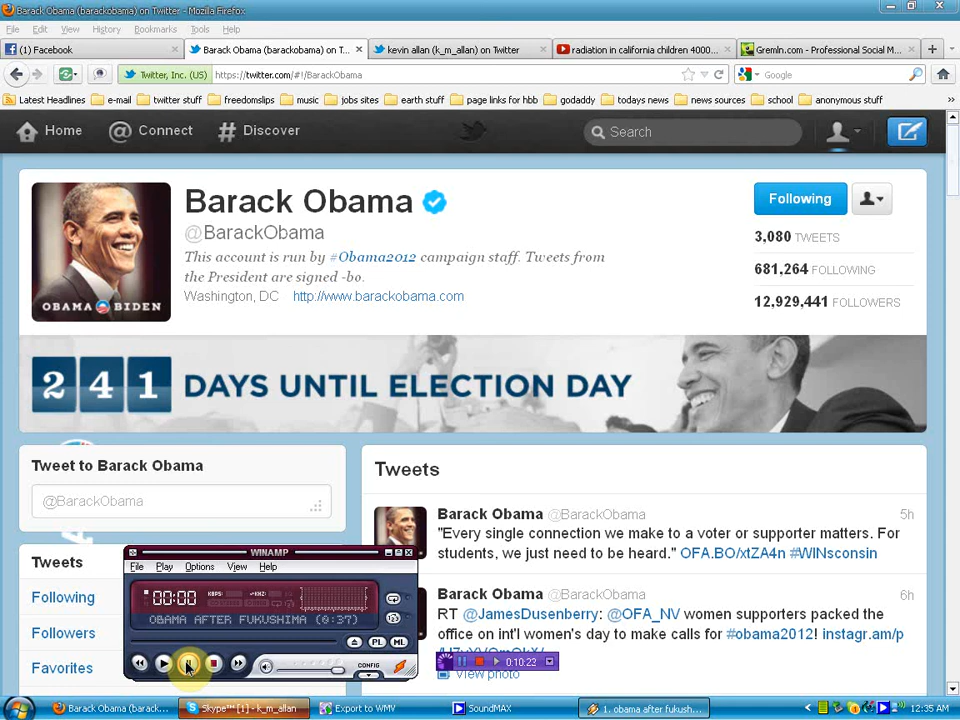 Barack Obama (barackobama) on Twitter - Mozilla Firefox
File Edit View History Bookmarks Tools Help
(1) Facebook
Barack Obama (barackobama) on T...
kevin allan (k_m_allan) on Twitter
radiation in california children 4000...
Gremln.com - Professional Social M...
Twitter, Inc. (US) https://twitter.com/#!/BarackObama
Google
Latest Headlines e-mail twitter stuff freedomslips music jobs sites earth stuff page links for hbb godaddy todays news news sources school anonymous stuff
Home Connect Discover
Search
Barack Obama
@BarackObama
This account is run by #Obama2012 campaign staff. Tweets from
the President are signed -bo.
Washington, DC http://www.barackobama.com
OBAMA BIDEN
Following
3,080 TWEETS
681,264 FOLLOWING
12,929,441 FOLLOWERS
241 DAYS UNTIL ELECTION DAY
Tweet to Barack Obama
@BarackObama
Tweets
Following
Followers
Favorites
Tweets
Barack Obama @BarackObama 5h
"Every single connection we make to a voter or supporter matters. For
students, we just need to be heard." OFA.BO/xtZA4n #WINsconsin
Barack Obama @BarackObama 6h
RT @JamesDusenberry: @OFA_NV women supporters packed the
office on int'l women's day to make calls for #obama2012! instagr.am/p
View photo
WINAMP
File Play Options View Help
00:00 KBPS: KHZ:
OBAMA AFTER FUKUSHIMA (0:37)
PL ML
CONFIG
0:10:23
Barack Obama (barack...
Skype™ [1] - k_m_allan
Export to WMV
SoundMAX
1. obama after fukush...
12:35 AM